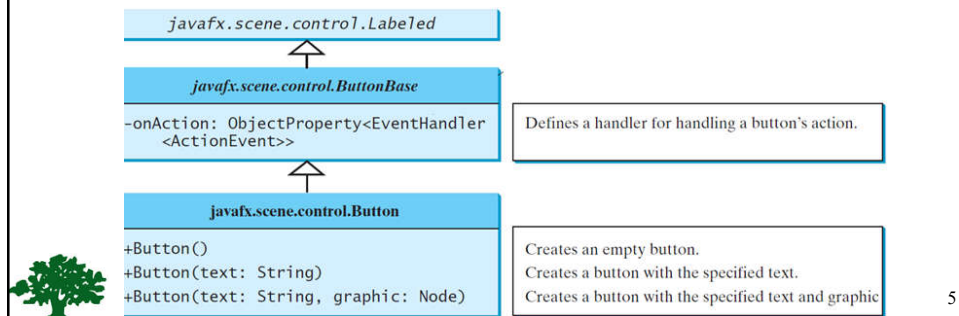 javafx.scene.control.Labeled
javafx.scene.control.ButtonBase
-onAction: ObjectProperty<EventHandler
<ActionEvent>>
Defines a handler for handling a button's action.
javafx.scene.control.Button
+Button()
+Button(text: String)
+Button(text: String, graphic: Node)
Creates an empty button.
Creates a button with the specified text.
Creates a button with the specified text and graphic
5